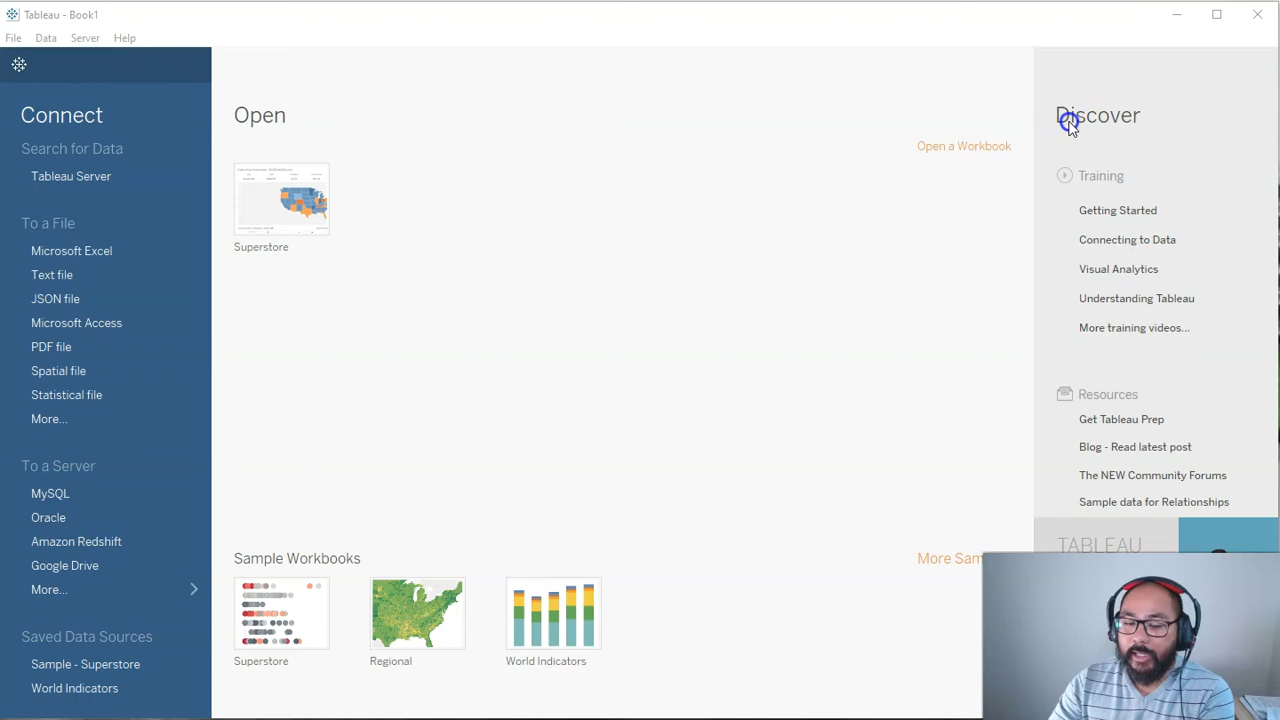 Tableau - Book1
File Data Server Help
Connect
Search for Data
Tableau Server
To a File
Microsoft Excel
Text file
JSON file
Microsoft Access
PDF file
Spatial file
Statistical file
More...
To a Server
MySQL
Oracle
Amazon Redshift
Google Drive
More...
Saved Data Sources
Sample - Superstore
World Indicators
Open
Open a Workbook
Superstore
Sample Workbooks
More Sam
Superstore
Regional
World Indicators
Discover
Training
Getting Started
Connecting to Data
Visual Analytics
Understanding Tableau
More training videos...
Resources
Get Tableau Prep
Blog - Read latest post
The NEW Community Forums
Sample data for Relationships
TABLEAU